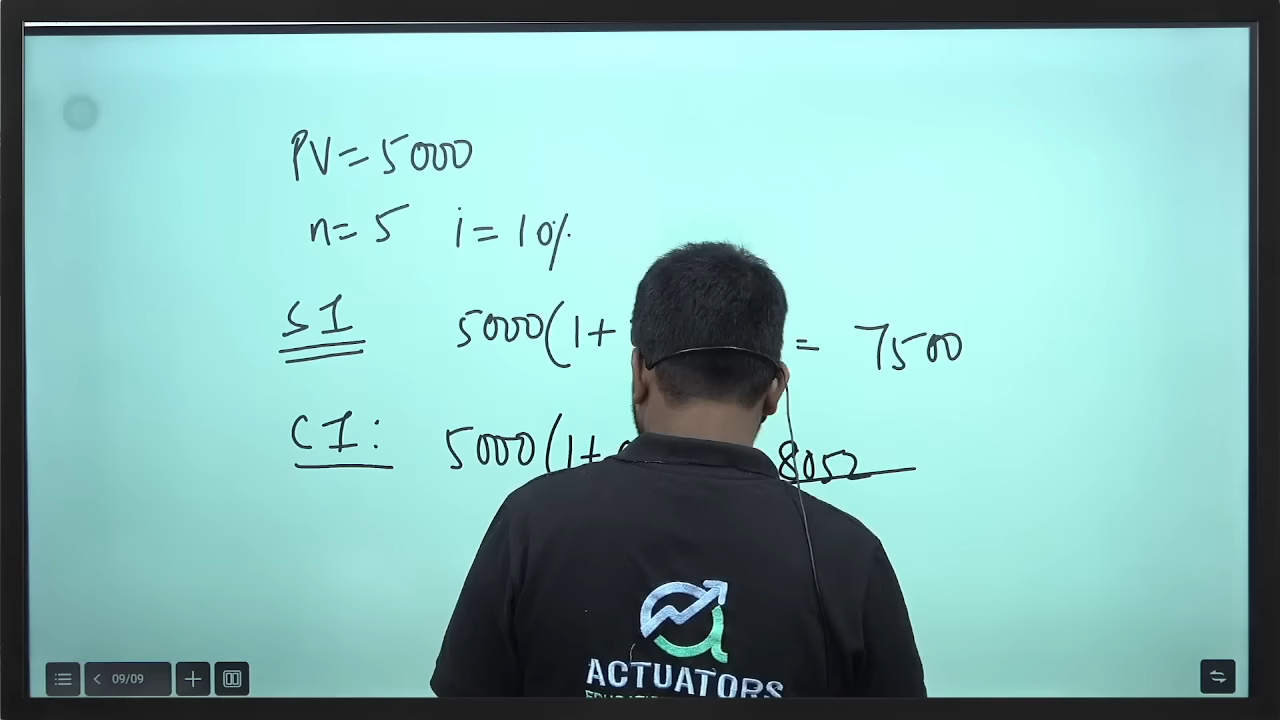 PV=5000
n=5 i=10%
SI 5000(1+ = 7500
CI: 5000(1+ 8052
ACTUATORS
09/09